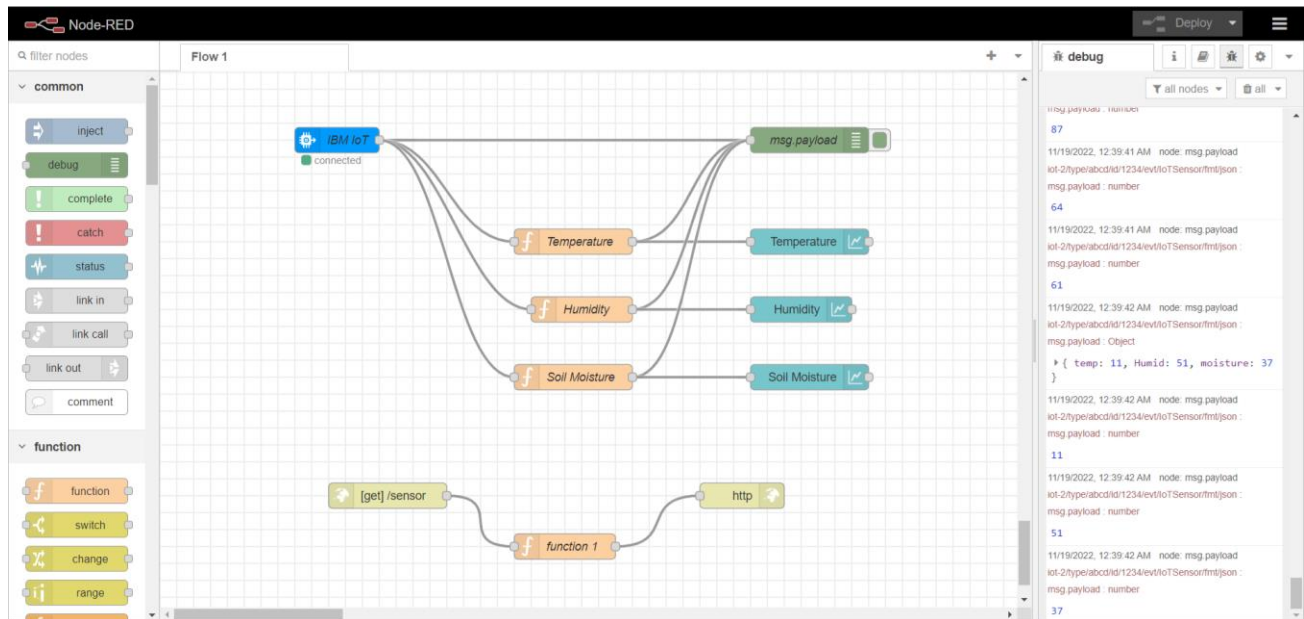 Node-RED
Deploy
filter nodes
common
inject
debug
complete
catch
status
link in
link call
link out
comment
function
function
switch
change
range
Flow 1
IBM IoT
connected
msg.payload
Temperature
Temperature
Humidity
Humidity
Soil Moisture
Soil Moisture
[get] /sensor
http
function 1
debug
all nodes
all
msg.payload : number
87
11/19/2022, 12:39:41 AM node: msg.payload
iot-2/type/abcd/id/1234/evt/IoTSensor/fmt/json :
msg.payload : number
64
11/19/2022, 12:39:41 AM node: msg.payload
iot-2/type/abcd/id/1234/evt/IoTSensor/fmt/json :
msg.payload : number
61
11/19/2022, 12:39:42 AM node: msg.payload
iot-2/type/abcd/id/1234/evt/IoTSensor/fmt/json :
msg.payload : Object
{ temp: 11, Humid: 51, moisture: 37
}
11/19/2022, 12:39:42 AM node: msg.payload
iot-2/type/abcd/id/1234/evt/IoTSensor/fmt/json :
msg.payload : number
11
11/19/2022, 12:39:42 AM node: msg.payload
iot-2/type/abcd/id/1234/evt/IoTSensor/fmt/json :
msg.payload : number
51
11/19/2022, 12:39:42 AM node: msg.payload
iot-2/type/abcd/id/1234/evt/IoTSensor/fmt/json :
msg.payload : number
37